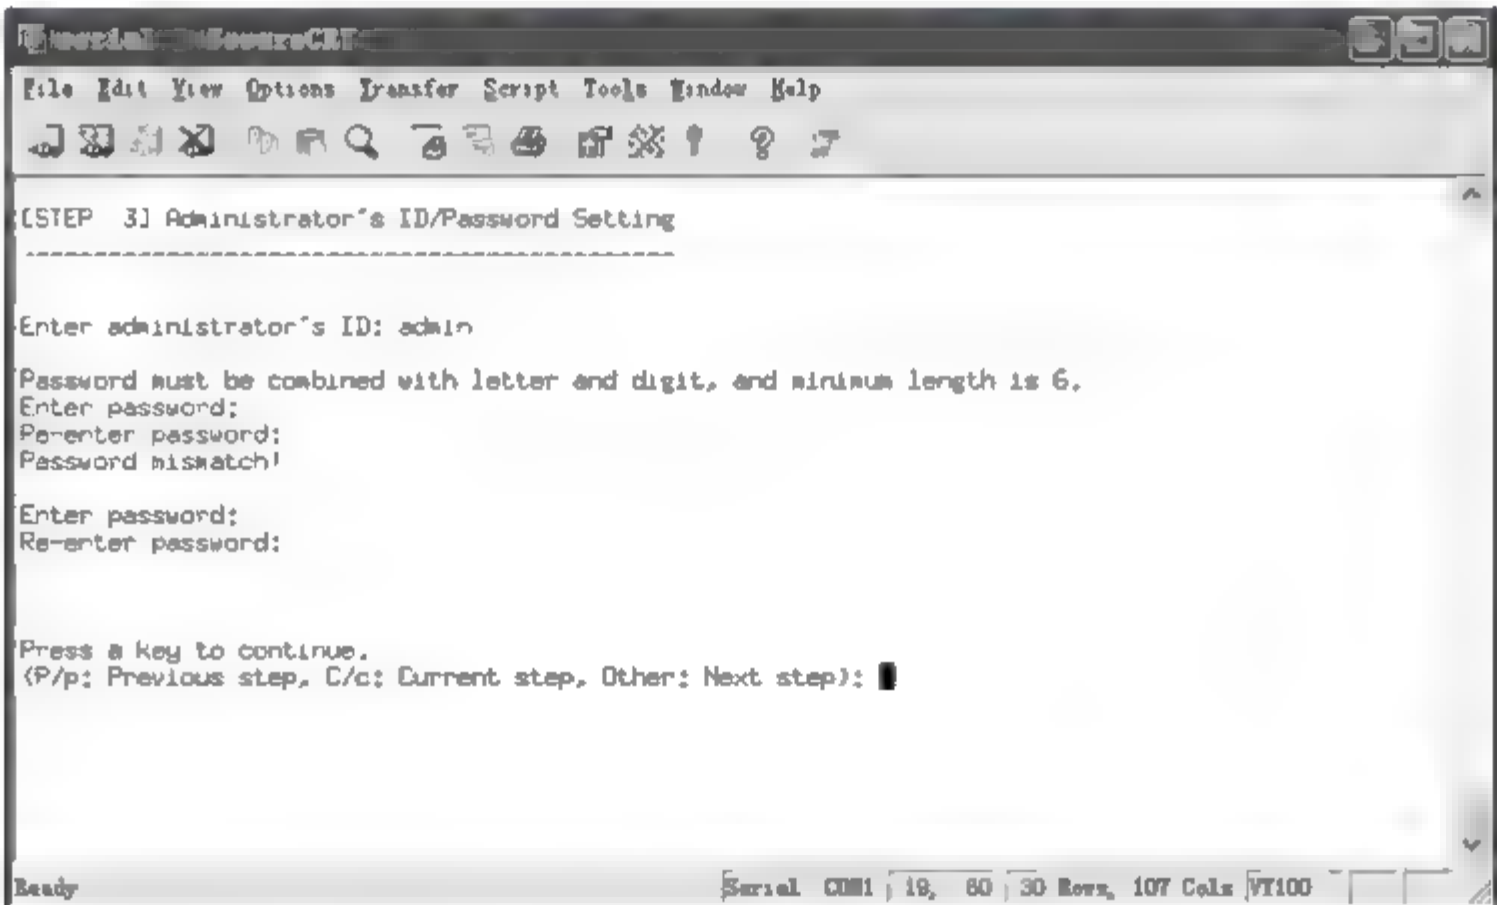 File Edit View Options Transfer Script Tools Window Help
[STEP  3] Administrator's ID/Password Setting
---------------------------------------------
Enter administrator's ID: admin
Password must be combined with letter and digit, and minimum length is 6.
Enter password:
Re-enter password:
Password mismatch!
Enter password:
Re-enter password:
Press a key to continue.
(P/p: Previous step, C/c: Current step, Other: Next step):
Ready Serial COM1 19, 60 30 Rows, 107 Cols VT100